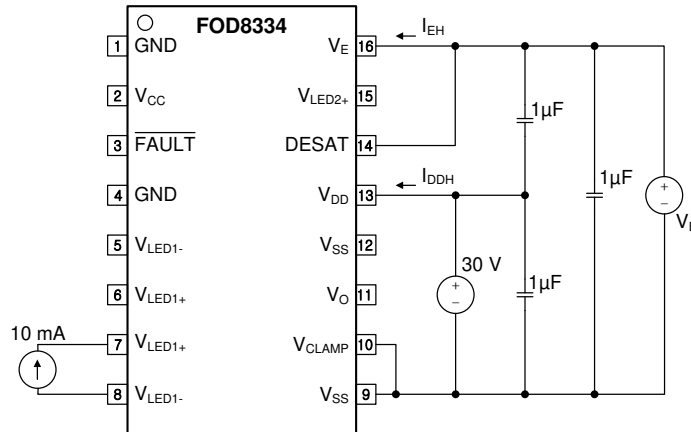 FOD8334
1 GND
2 VCC
3 FAULT
4 GND
5 VLED1-
6 VLED1+
7 VLED1+
8 VLED1-
10 mA
VE 16
VLED2+ 15
DESAT 14
VDD 13
VSS 12
VO 11
VCLAMP 10
VSS 9
IEH
IDDH
1µF
1µF
1µF
30 V